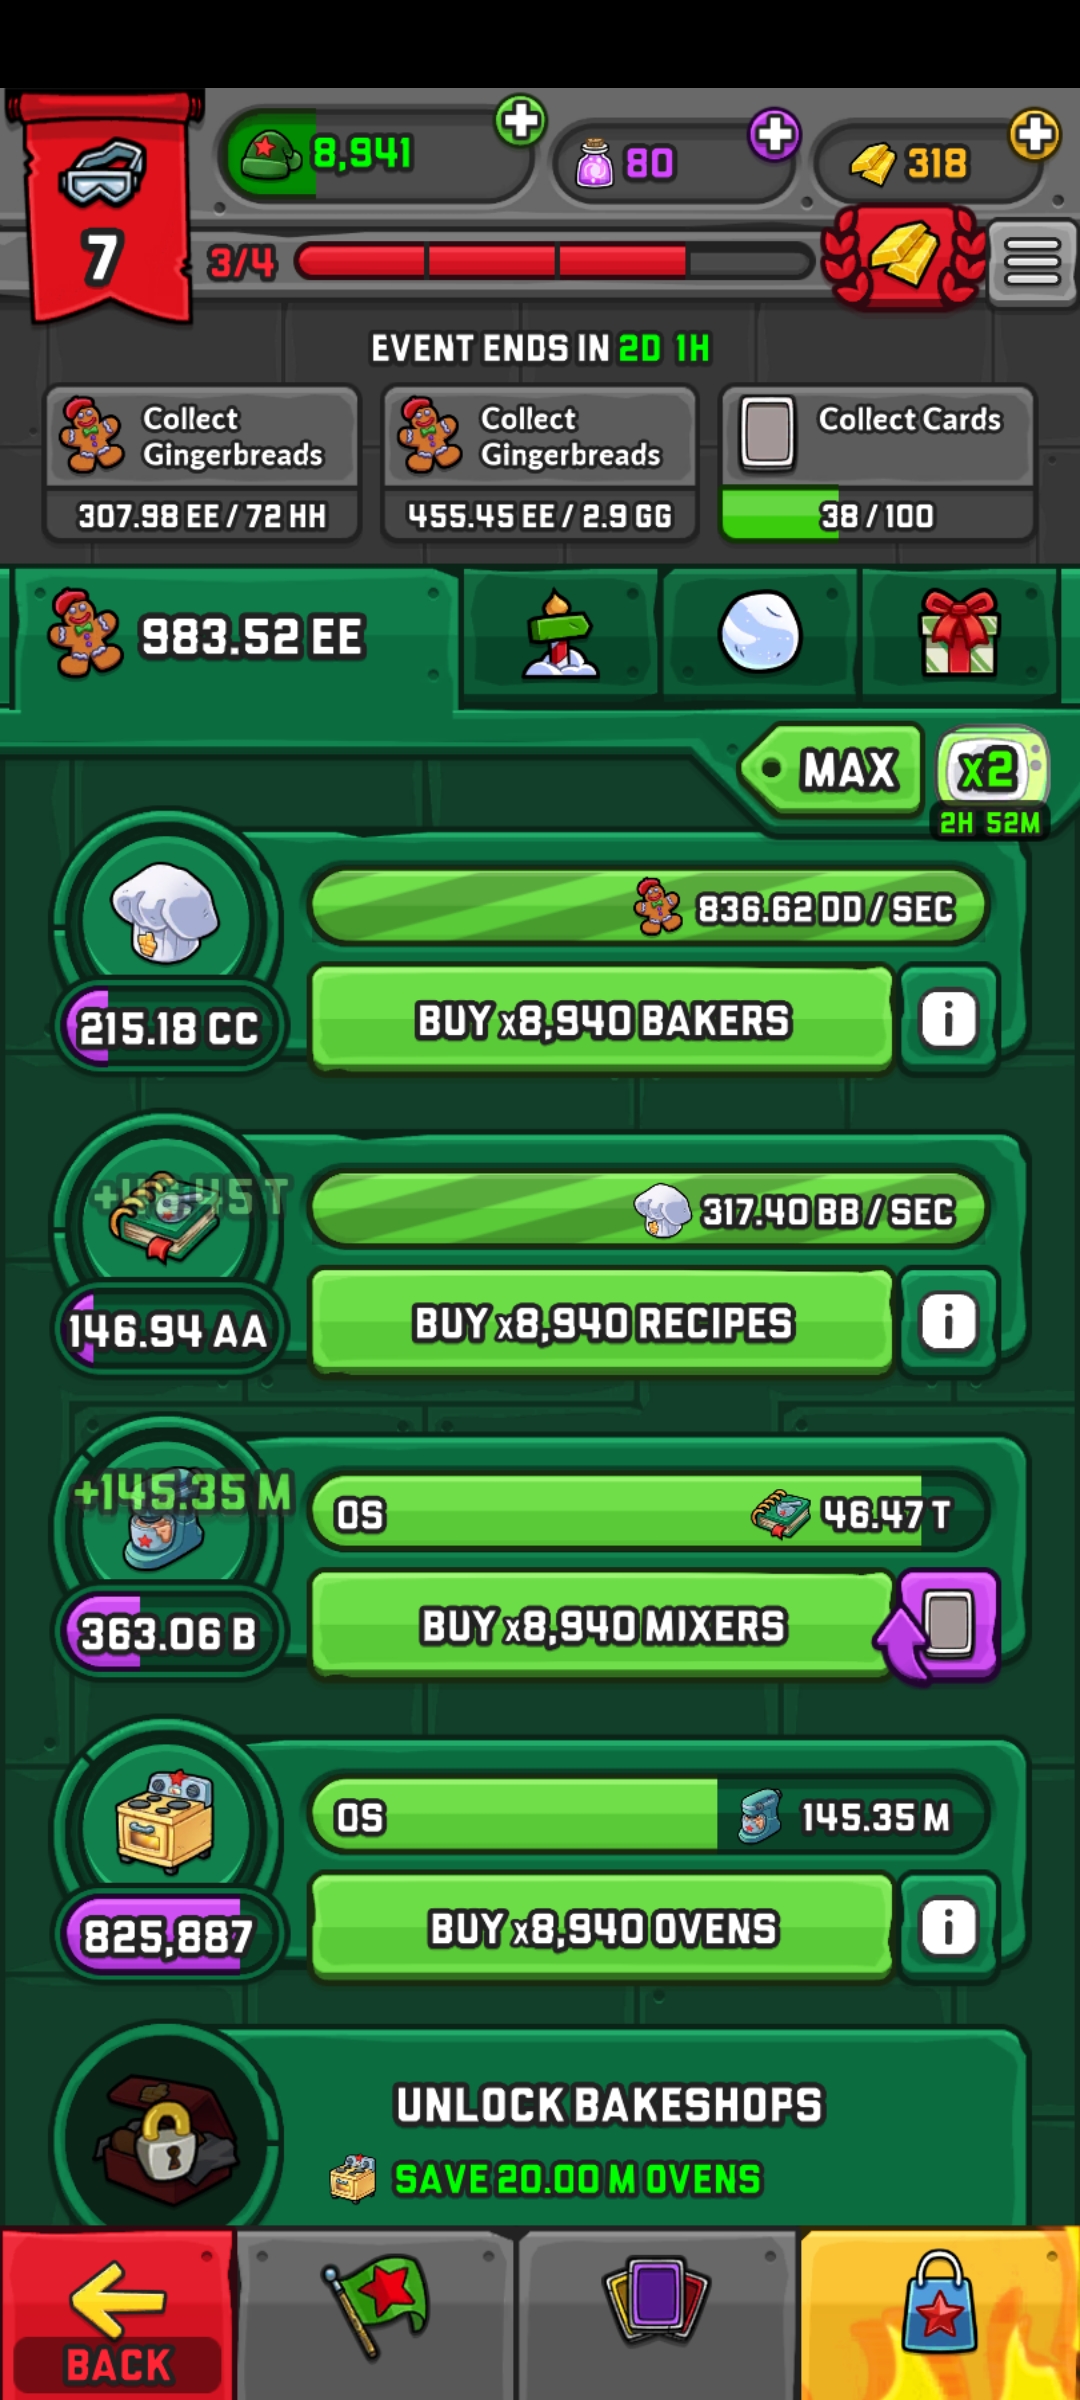 8,941
80
318
7
3/4
EVENT ENDS IN 2D 1H
Collect Gingerbreads
307.98 EE / 72 HH
Collect Gingerbreads
455.45 EE / 2.9 GG
Collect Cards
38 / 100
983.52 EE
MAX
x2
2H 52M
836.62 DD / SEC
215.18 CC
BUY x8,940 BAKERS
i
+46.45 T
317.40 BB / SEC
146.94 AA
BUY x8,940 RECIPES
i
+145.35 M
0S
46.47 T
363.06 B
BUY x8,940 MIXERS
0S
145.35 M
825,887
BUY x8,940 OVENS
i
UNLOCK BAKESHOPS
SAVE 20.00 M OVENS
BACK